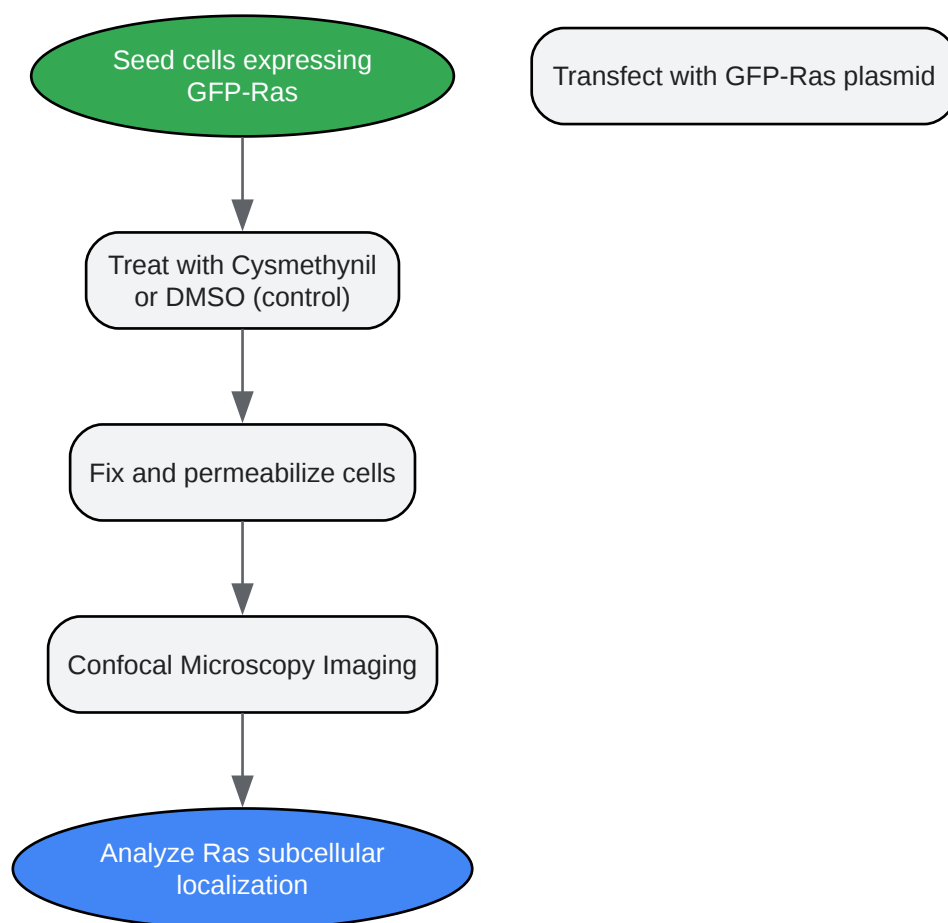 Seed cells expressing
GFP-Ras
Transfect with GFP-Ras plasmid
Treat with Cysmethynil
or DMSO (control)
Fix and permeabilize cells
Confocal Microscopy Imaging
Analyze Ras subcellular
localization